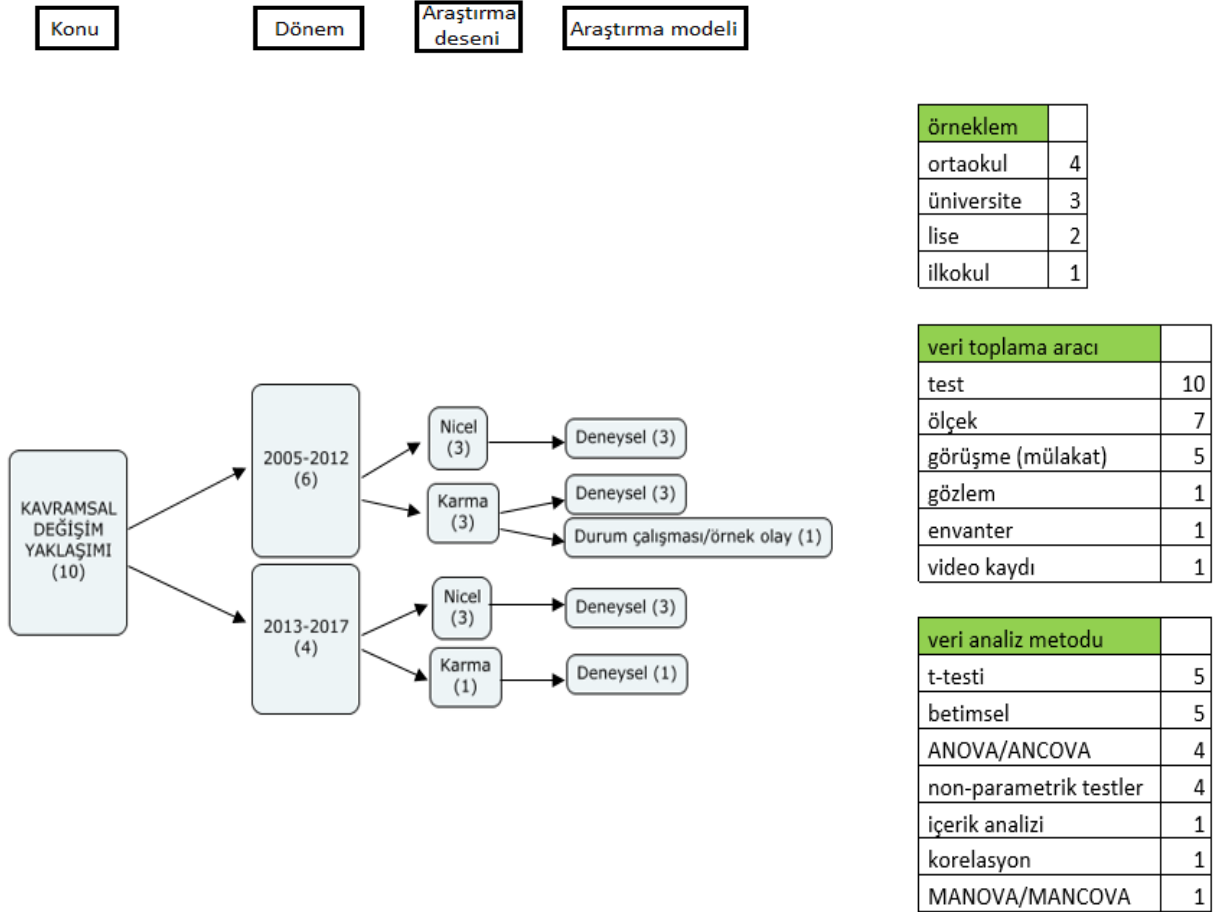 Konu
Dönem
Araştırma
deseni
Araştırma modeli
KAVRAMSAL
DEĞİŞİM
YAKLAŞIMI
(10)
2005-2012
(6)
Nicel
(3)
Deneysel (3)
Karma
(3)
Deneysel (3)
Durum çalışması/örnek olay (1)
2013-2017
(4)
Nicel
(3)
Deneysel (3)
Karma
(1)
Deneysel (1)
örneklem
ortaokul 4
üniversite 3
lise 2
ilkokul 1
veri toplama aracı
test 10
ölçek 7
görüşme (mülakat) 5
gözlem 1
envanter 1
video kaydı 1
veri analiz metodu
t-testi 5
betimsel 5
ANOVA/ANCOVA 4
non-parametrik testler 4
içerik analizi 1
korelasyon 1
MANOVA/MANCOVA 1